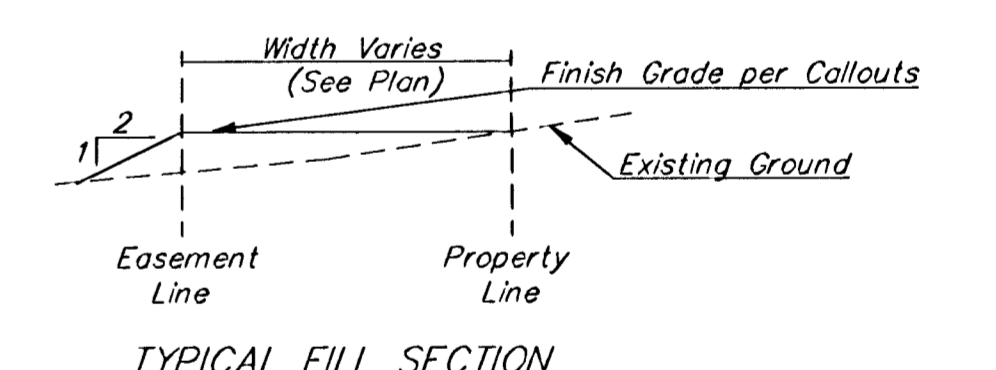 Width Varies
(See Plan)
Finish Grade per Callouts
2
1
Existing Ground
Easement
Line
Property
Line
TYPICAL FILL SECTION